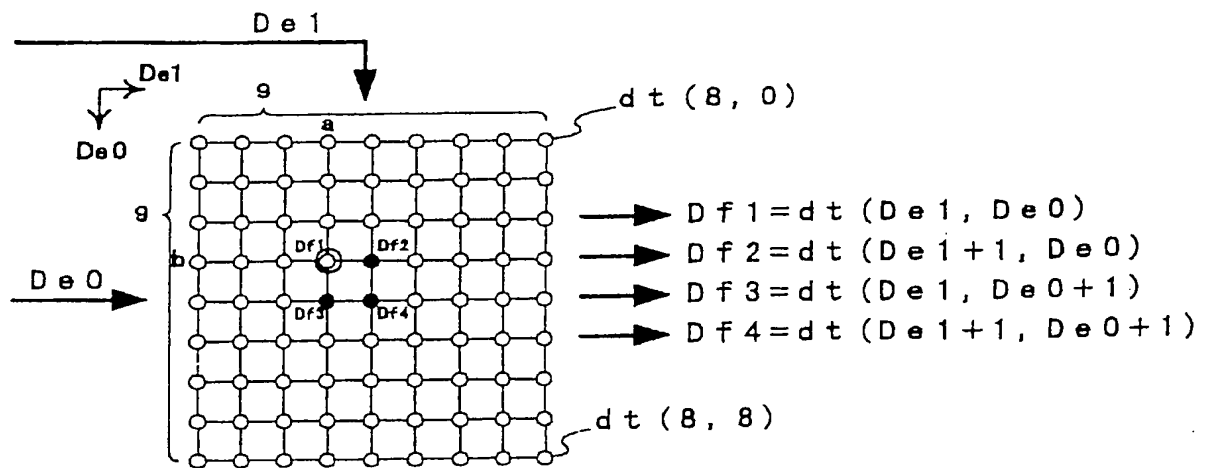 De1
De1
De0
9
a
dt(8, 0)
9
Df1=dt(De1, De0)
Df1
Df2
b
Df2=dt(De1+1, De0)
De0
Df3=dt(De1, De0+1)
Df3
Df4
Df4=dt(De1+1, De0+1)
dt(8, 8)